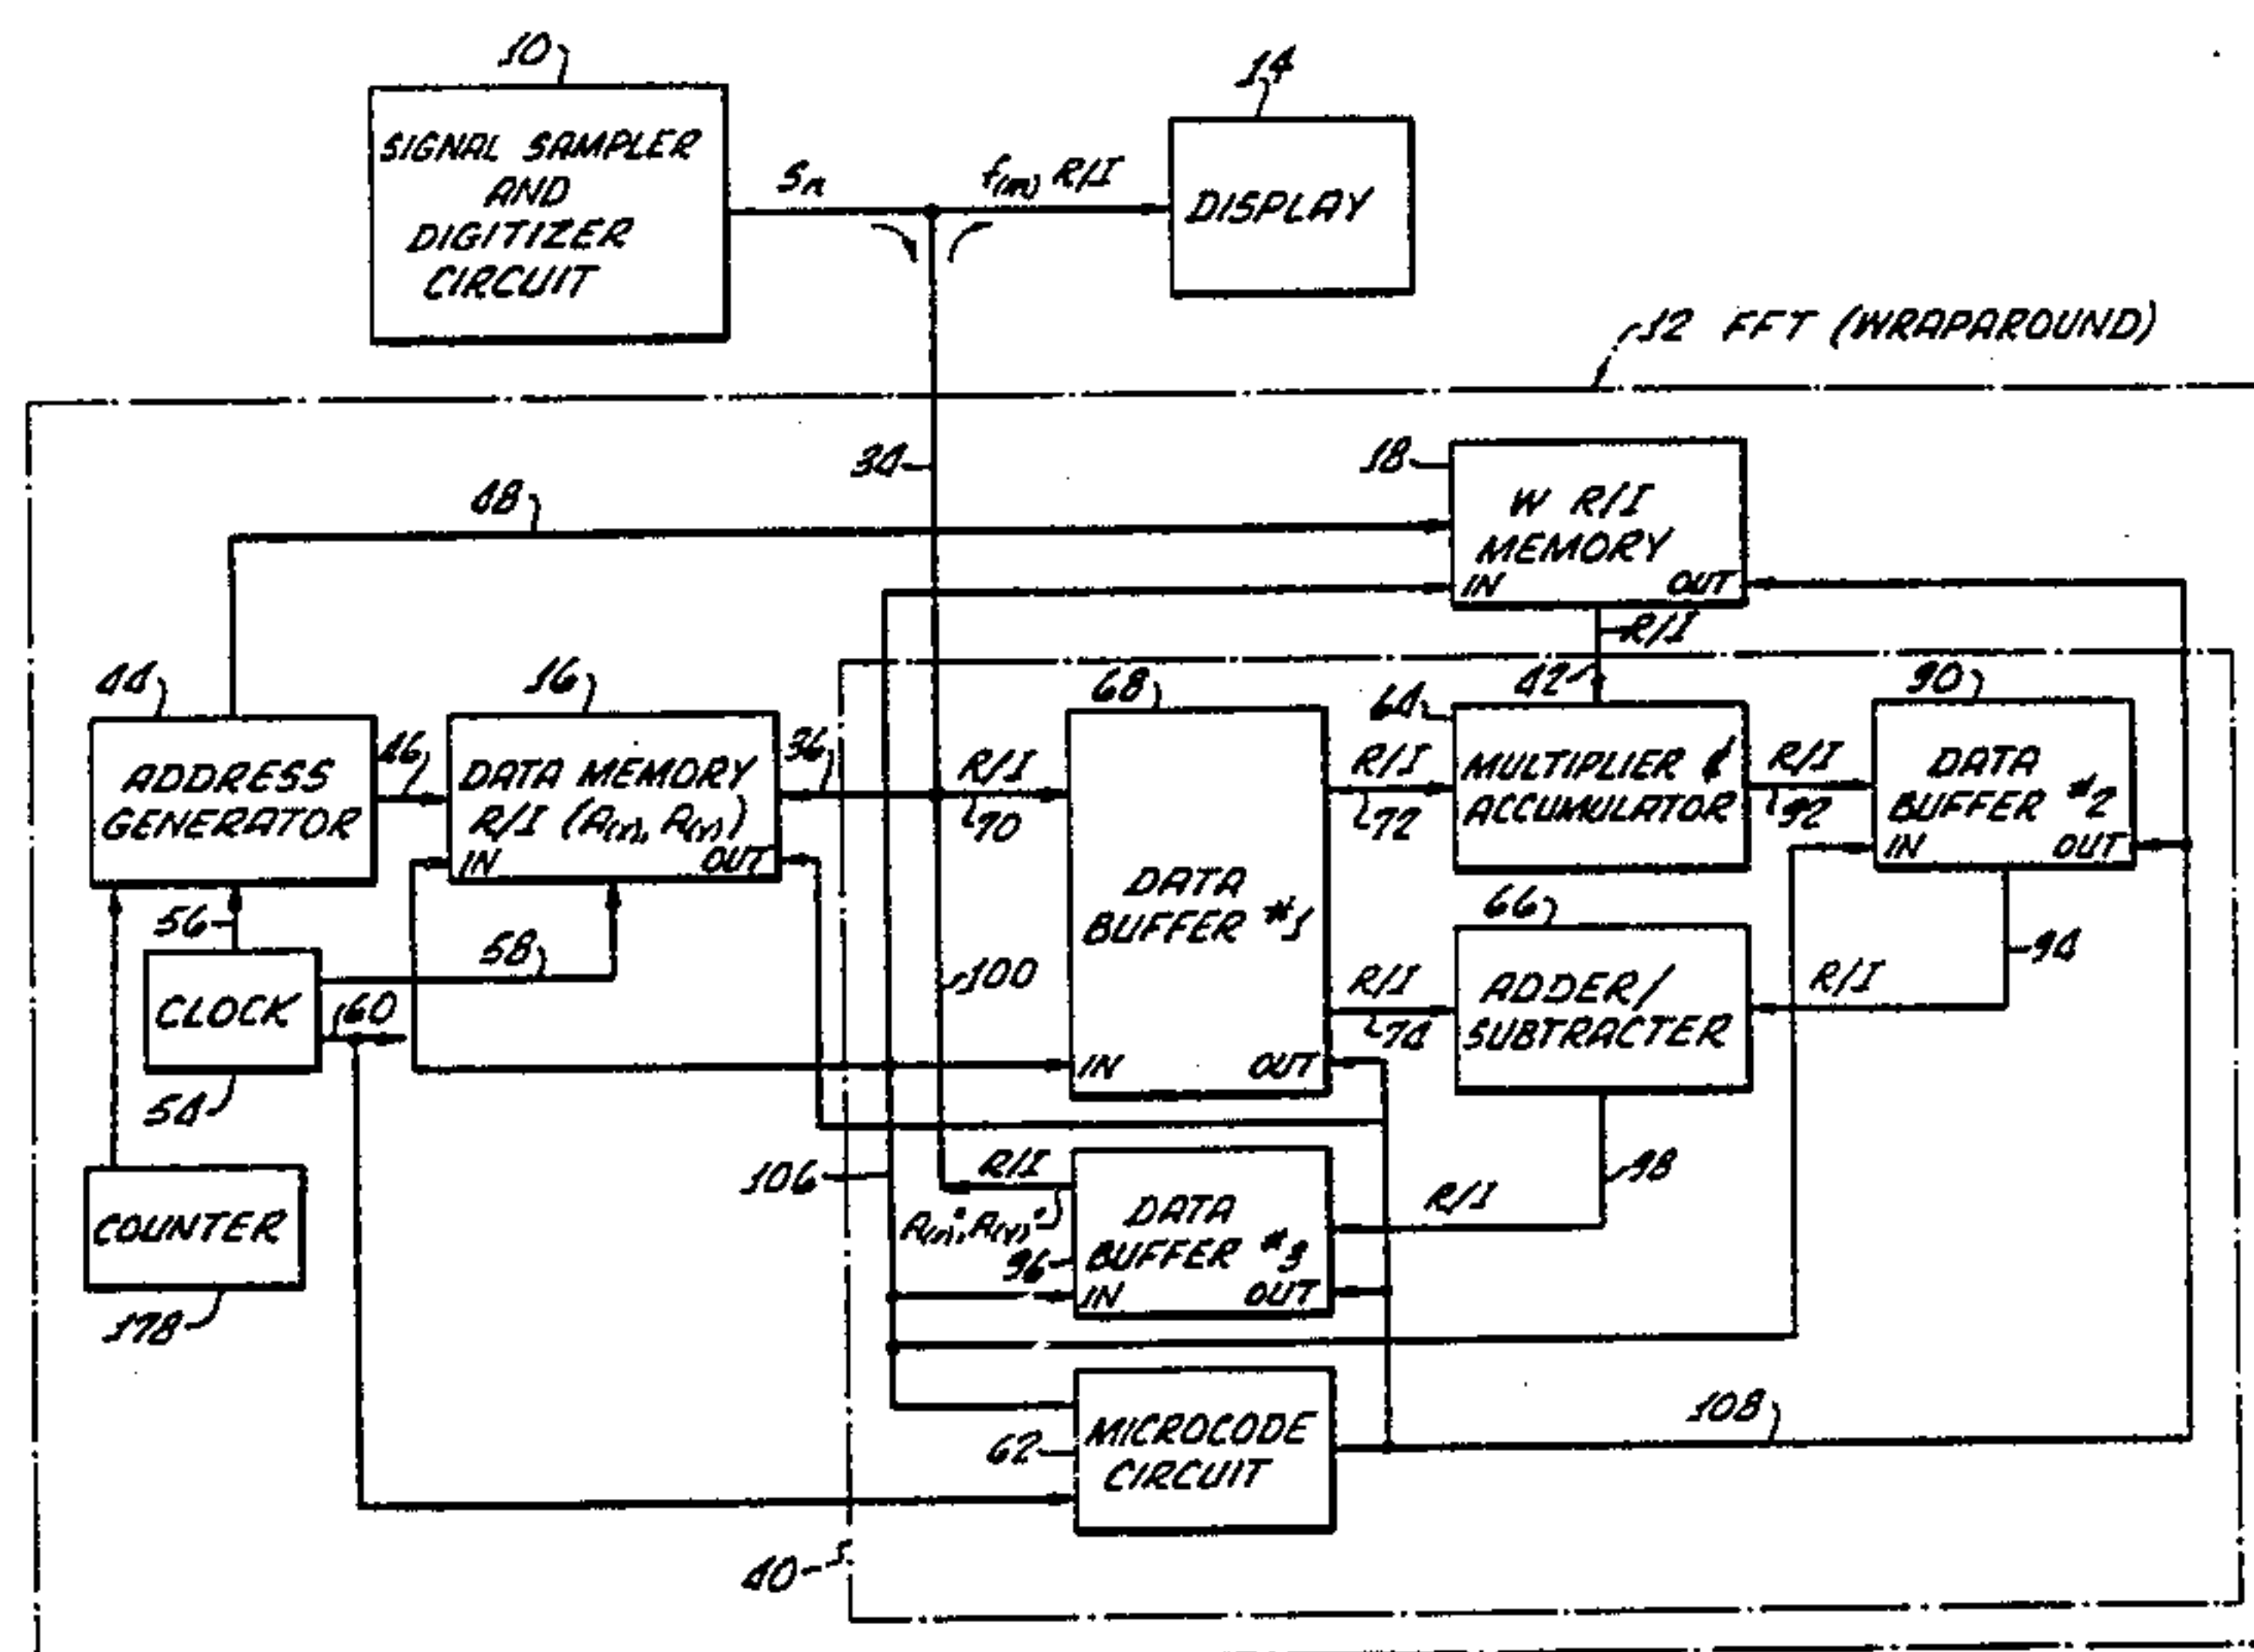 10
14
SIGNAL SAMPLER
AND
DIGITIZER
CIRCUIT
Sn
f(m) R/I
DISPLAY
12 FFT (WRAPAROUND)
34
18
48
W R/I
MEMORY
IN
OUT
R/I
44
16
68
42
64
90
46
36
ADDRESS
GENERATOR
DATA MEMORY
R/I (A(x), A(y))
IN
OUT
R/I
70
R/I
72
MULTIPLIER &
ACCUMULATOR
R/I
92
DATA
BUFFER #2
IN
OUT
DATA
BUFFER #1
IN
OUT
56
58
66
94
CLOCK
60
100
R/I
74
ADDER/
SUBTRACTER
R/I
54
106
R/I
98
COUNTER
A(x)', A(y)'
DATA
BUFFER #3
IN
OUT
R/I
96
178
108
62
MICROCODE
CIRCUIT
40